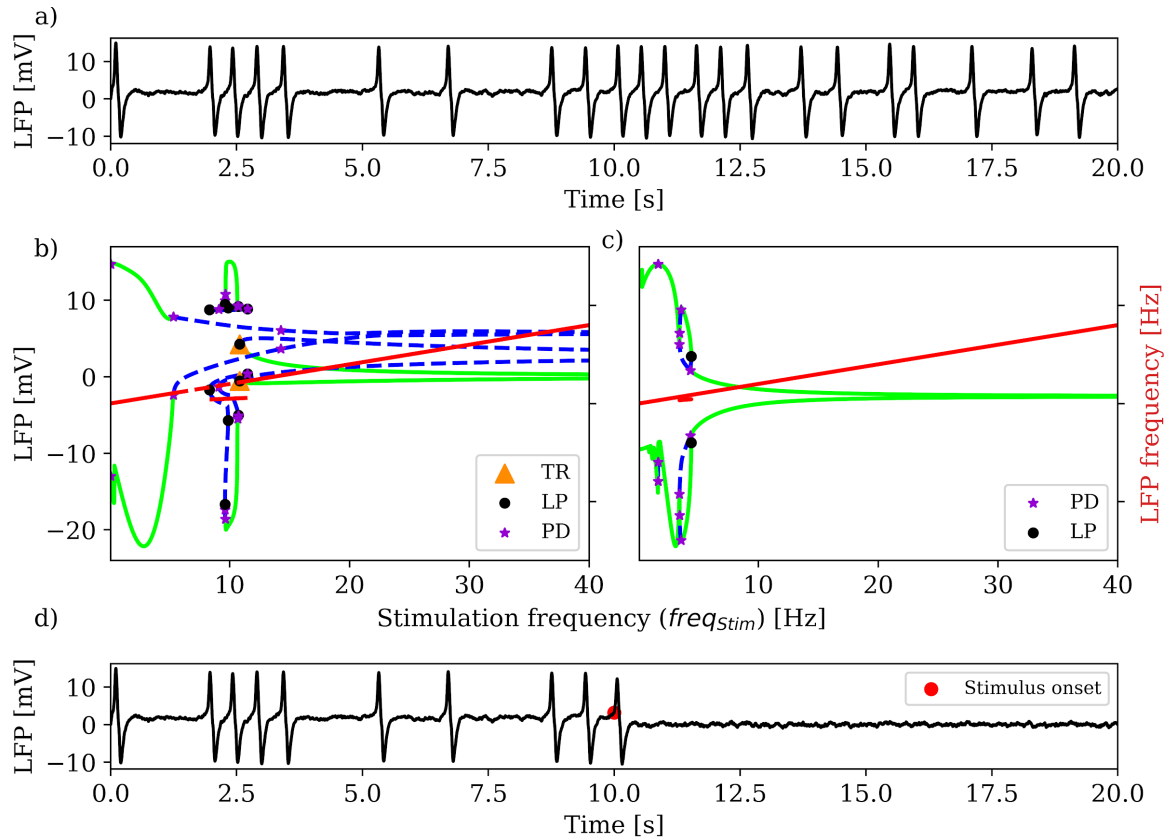 a)
LFP [mV]
10
0
−10
0.0 2.5 5.0 7.5 10.0 12.5 15.0 17.5 20.0
Time [s]
b)
LFP [mV]
10
0
−10
−20
TR
LP
PD
10 20 30 40
c)
PD
LP
10 20 30 40
LFP frequency [Hz]
Stimulation frequency (freq_Stim) [Hz]
d)
LFP [mV]
10
0
−10
Stimulus onset
0.0 2.5 5.0 7.5 10.0 12.5 15.0 17.5 20.0
Time [s]